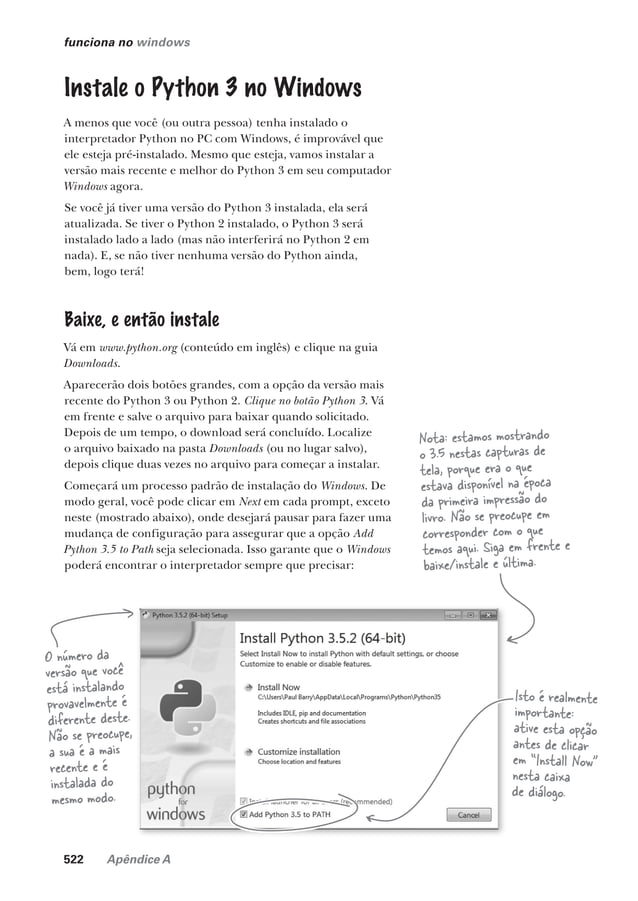 funciona no windows
Instale o Python 3 no Windows
A menos que você (ou outra pessoa) tenha instalado o
interpretador Python no PC com Windows, é improvável que
ele esteja pré-instalado. Mesmo que esteja, vamos instalar a
versão mais recente e melhor do Python 3 em seu computador
Windows agora.
Se você já tiver uma versão do Python 3 instalada, ela será
atualizada. Se tiver o Python 2 instalado, o Python 3 será
instalado lado a lado (mas não interferirá no Python 2 em
nada). E, se não tiver nenhuma versão do Python ainda,
bem, logo terá!
Baixe, e então instale
Vá em www.python.org (conteúdo em inglês) e clique na guia
Downloads.
Aparecerão dois botões grandes, com a opção da versão mais
recente do Python 3 ou Python 2. Clique no botão Python 3. Vá
em frente e salve o arquivo para baixar quando solicitado.
Depois de um tempo, o download será concluído. Localize
o arquivo baixado na pasta Downloads (ou no lugar salvo),
depois clique duas vezes no arquivo para começar a instalar.
Começará um processo padrão de instalação do Windows. De
modo geral, você pode clicar em Next em cada prompt, exceto
neste (mostrado abaixo), onde desejará pausar para fazer uma
mudança de configuração para assegurar que a opção Add
Python 3.5 to Path seja selecionada. Isso garante que o Windows
poderá encontrar o interpretador sempre que precisar:
Nota: estamos mostrando
o 3.5 nestas capturas de
tela, porque era o que
estava disponível na época
da primeira impressão do
livro. Não se preocupe em
corresponder com o que
temos aqui. Siga em frente e
baixe/instale e última.
O número da
versão que você
está instalando
provavelmente é
diferente deste.
Não se preocupe,
a sua é a mais
recente e é
instalada do
mesmo modo.
Python 3.5.2 (64-bit) Setup
Install Python 3.5.2 (64-bit)
Select Install Now to install Python with default settings, or choose
Customize to enable or disable features.
Install Now
C:\Users\Paul Barry\AppData\Local\Programs\Python\Python35
Includes IDLE, pip and documentation
Creates shortcuts and file associations
Customize installation
Choose location and features
(recommended)
Add Python 3.5 to PATH
Cancel
python
for
windows
Isto é realmente
importante:
ative esta opção
antes de clicar
em "Install Now"
nesta caixa
de diálogo.
522 Apêndice A